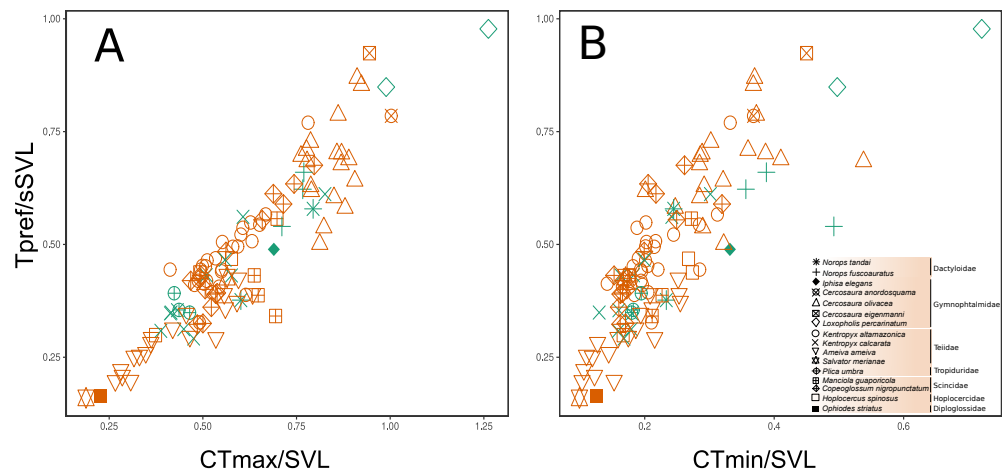 A
B
1.00
0.75
0.50
0.25
Tpref/sSVL
0.25
0.50
0.75
1.00
1.25
CTmax/SVL
1.00
0.75
0.50
0.25
0.2
0.4
0.6
CTmin/SVL
Norops tandai
Norops fuscoauratus
Dactyloidae
Iphisa elegans
Cercosaura anordosquama
Cercosaura olivacea
Gymnophtalmidae
Cercosaura eigenmanni
Loxopholis percarinatum
Kentropyx altamazonica
Kentropyx calcarata
Teiidae
Ameiva ameiva
Salvator merianae
Plica umbra
Tropiduridae
Manciola guaporicola
Scincidae
Copeoglossum nigropunctatum
Hoplocercus spinosus
Hoplocercidae
Ophiodes striatus
Diploglossidae